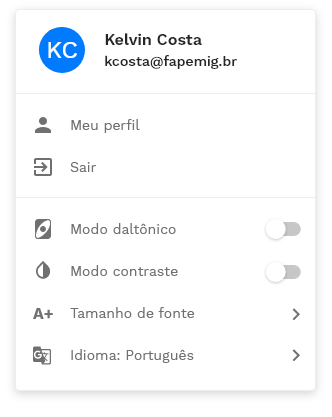 KC
Kelvin Costa
kcosta@fapemig.br
Meu perfil
Sair
Modo daltônico
Modo contraste
A+ Tamanho de fonte
Idioma: Português